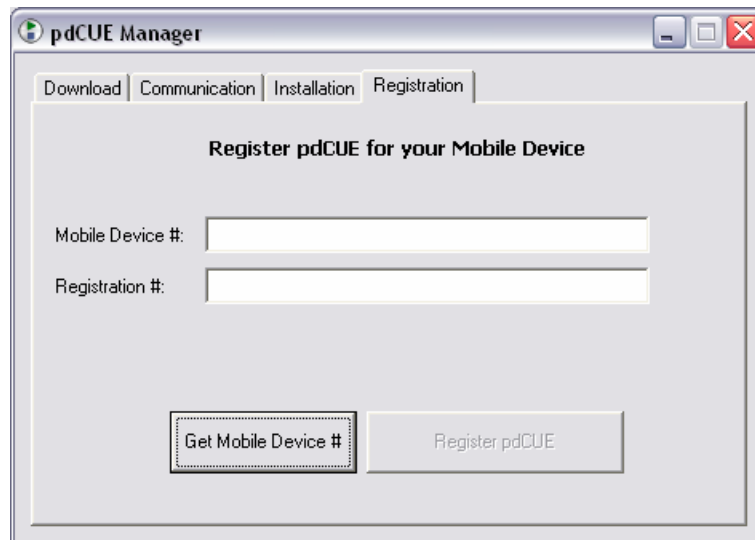 pdCUE Manager
Download Communication Installation Registration
Register pdCUE for your Mobile Device
Mobile Device #:
Registration #:
Get Mobile Device # Register pdCUE